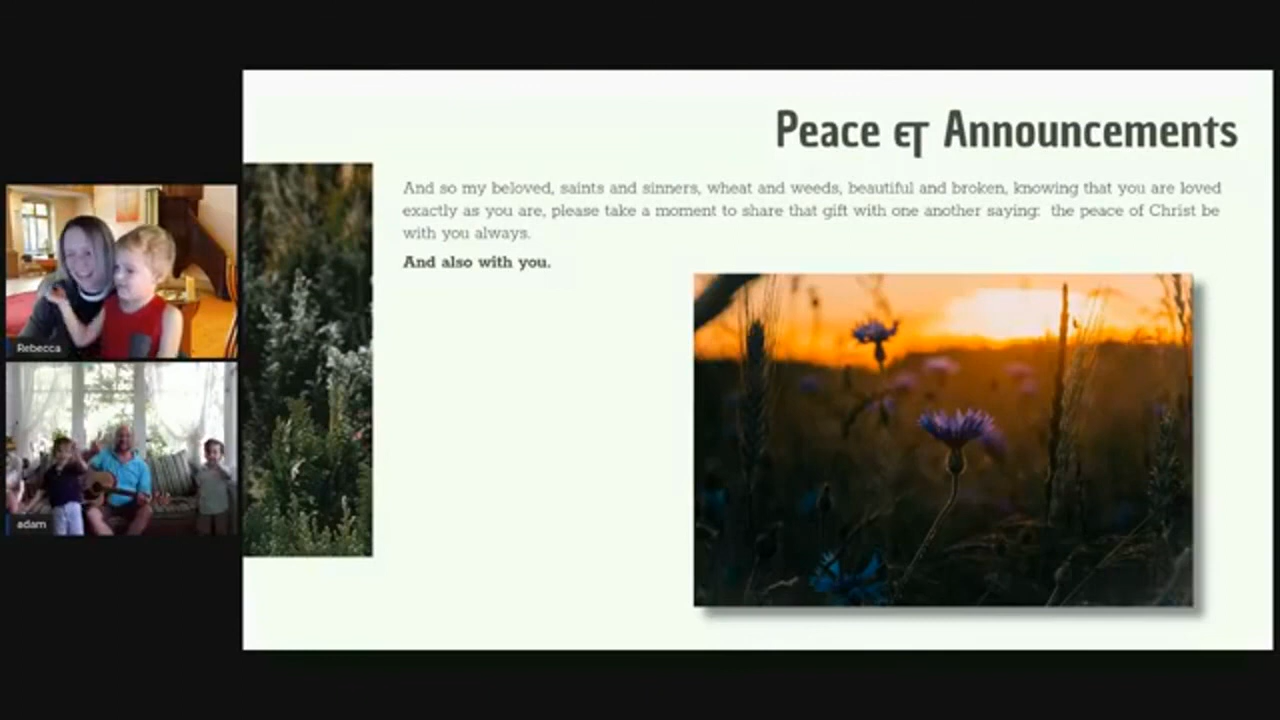 Peace & Announcements
And so my beloved, saints and sinners, wheat and weeds, beautiful and broken, knowing that you are loved
exactly as you are, please take a moment to share that gift with one another saying:  the peace of Christ be
with you always.
And also with you.
Rebecca
adam